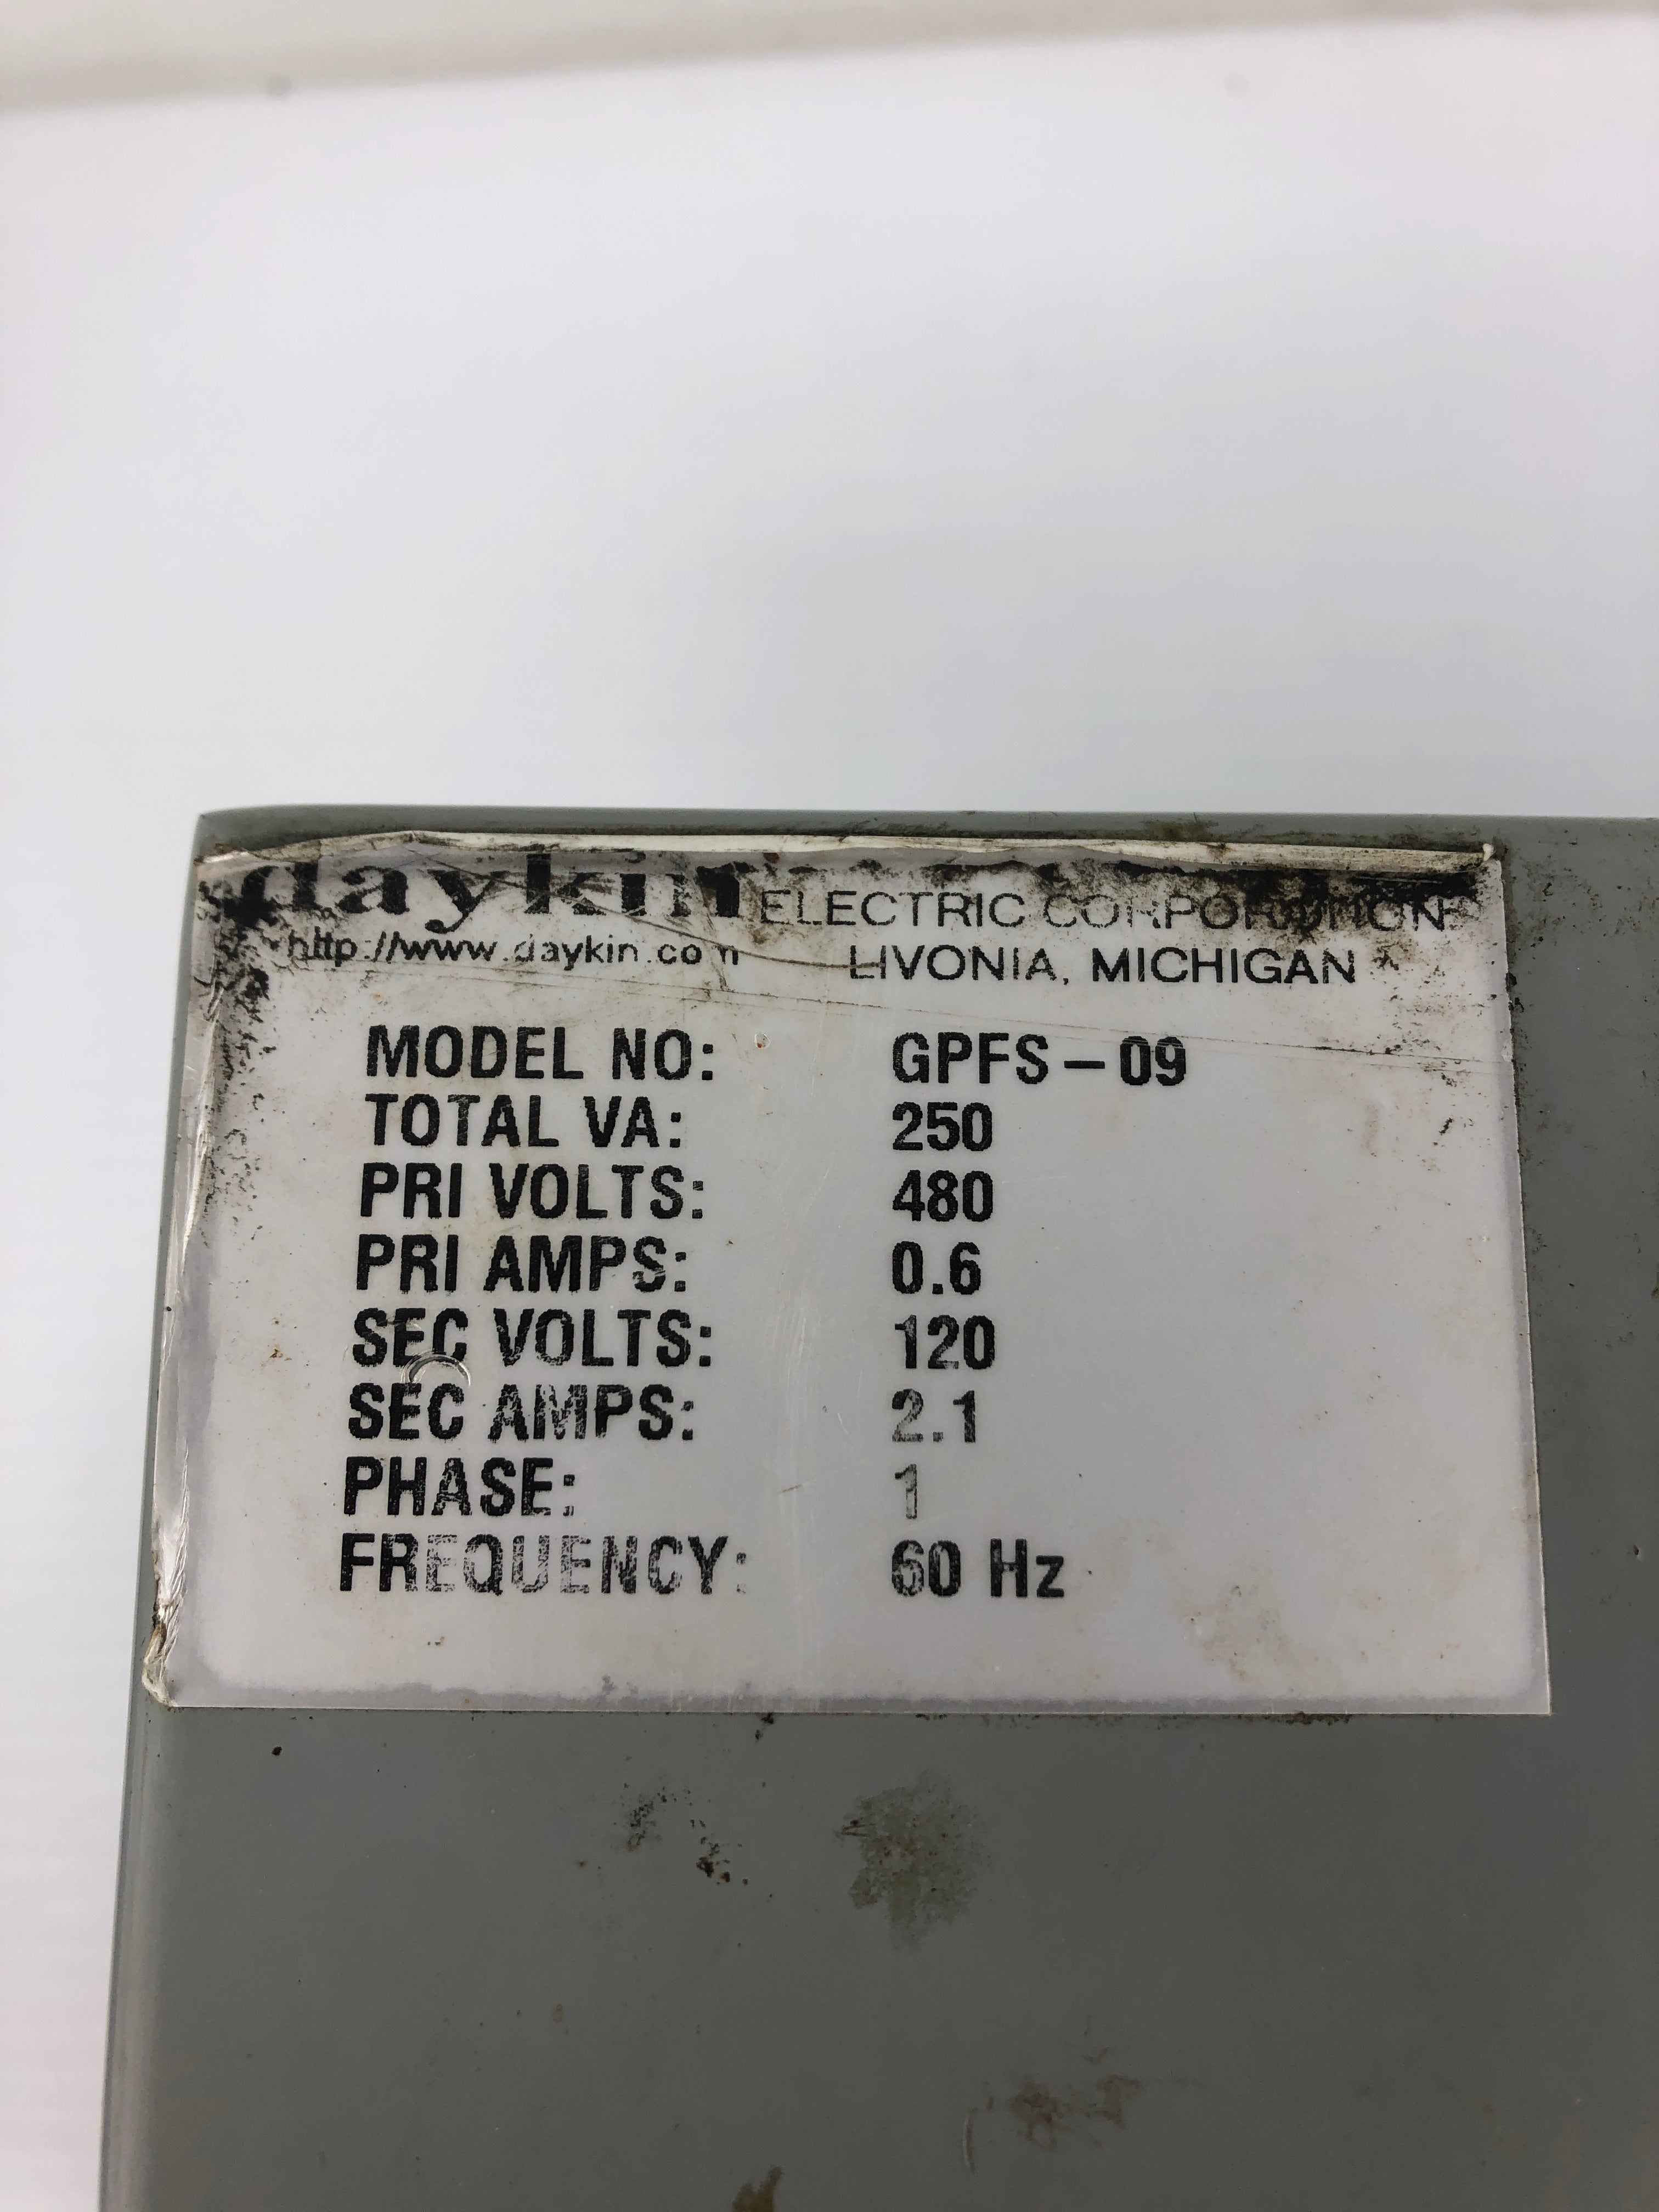 daykin ELECTRIC CORPORATION
http://www.daykin.com LIVONIA, MICHIGAN
MODEL NO: GPFS-09
TOTAL VA: 250
PRI VOLTS: 480
PRI AMPS: 0.6
SEC VOLTS: 120
SEC AMPS: 2.1
PHASE: 1
FREQUENCY: 60 Hz